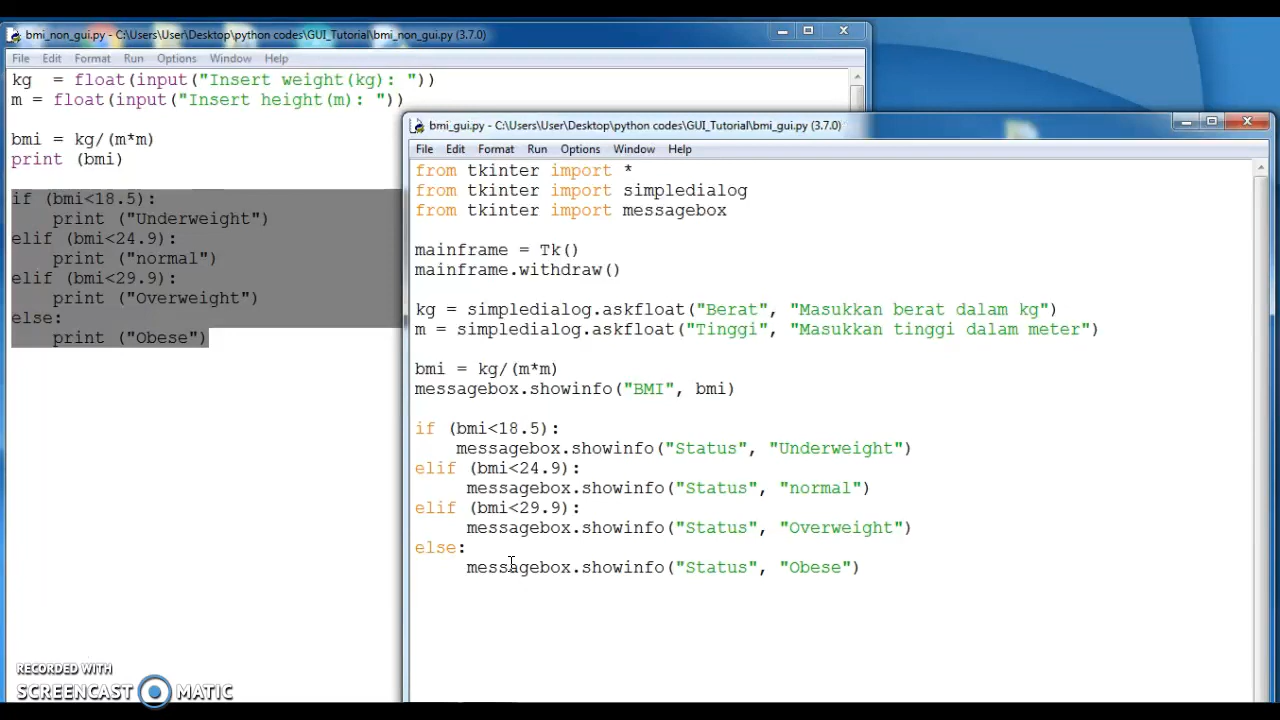 bmi_non_gui.py - C:\Users\User\Desktop\python codes\GUI_Tutorial\bmi_non_gui.py (3.7.0)
File Edit Format Run Options Window Help
kg  = float(input("Insert weight(kg): "))
m = float(input("Insert height(m): "))
bmi = kg/(m*m)
print (bmi)
if (bmi<18.5):
    print ("Underweight")
elif (bmi<24.9):
    print ("normal")
elif (bmi<29.9):
    print ("Overweight")
else:
    print ("Obese")
bmi_gui.py - C:\Users\User\Desktop\python codes\GUI_Tutorial\bmi_gui.py (3.7.0)
File Edit Format Run Options Window Help
from tkinter import *
from tkinter import simpledialog
from tkinter import messagebox
mainframe = Tk()
mainframe.withdraw()
kg = simpledialog.askfloat("Berat", "Masukkan berat dalam kg")
m = simpledialog.askfloat("Tinggi", "Masukkan tinggi dalam meter")
bmi = kg/(m*m)
messagebox.showinfo("BMI", bmi)
if (bmi<18.5):
    messagebox.showinfo("Status", "Underweight")
elif (bmi<24.9):
     messagebox.showinfo("Status", "normal")
elif (bmi<29.9):
     messagebox.showinfo("Status", "Overweight")
else:
     messagebox.showinfo("Status", "Obese")
RECORDED WITH
SCREENCAST MATIC